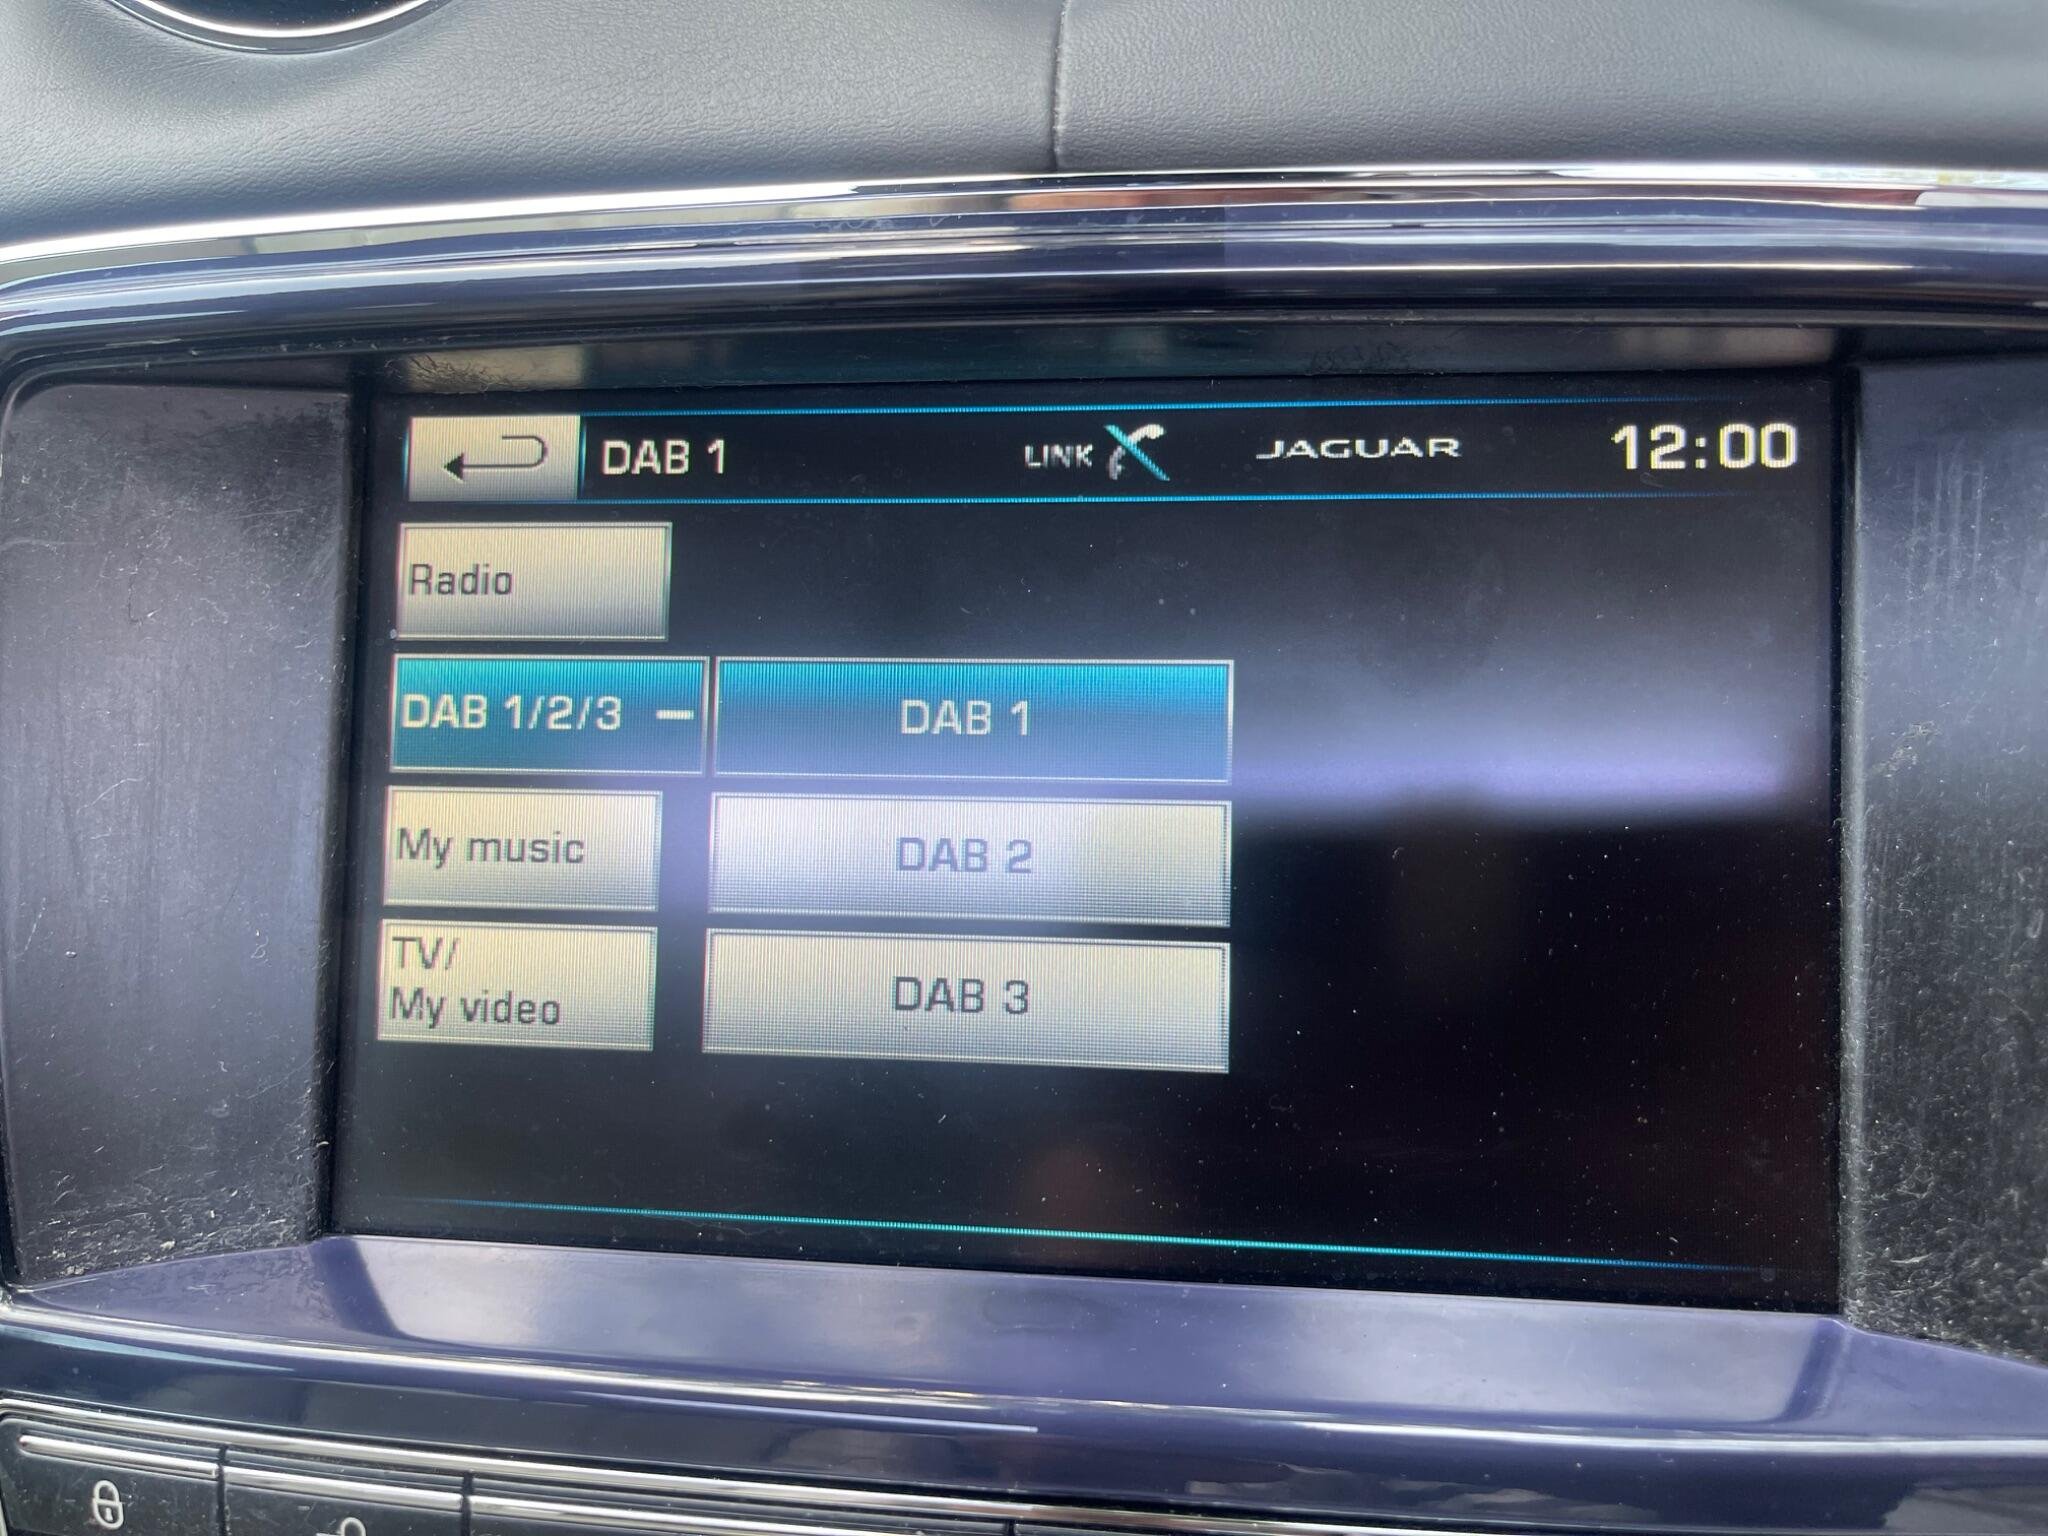 DAB 1
LINK
JAGUAR
12:00
Radio
DAB 1/2/3 –
DAB 1
My music
DAB 2
TV/
My video
DAB 3